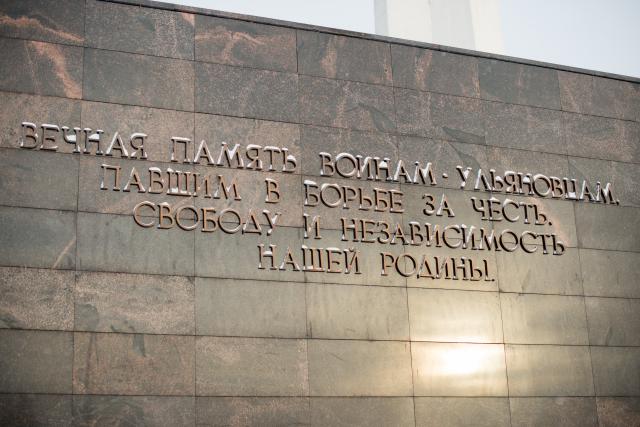 ВЕЧНАЯ ПАМЯТЬ ВОИНАМ-УЛЬЯНОВЦАМ,
ПАВШИМ В БОРЬБЕ ЗА ЧЕСТЬ,
СВОБОДУ И НЕЗАВИСИМОСТЬ
НАШЕЙ РОДИНЫ.